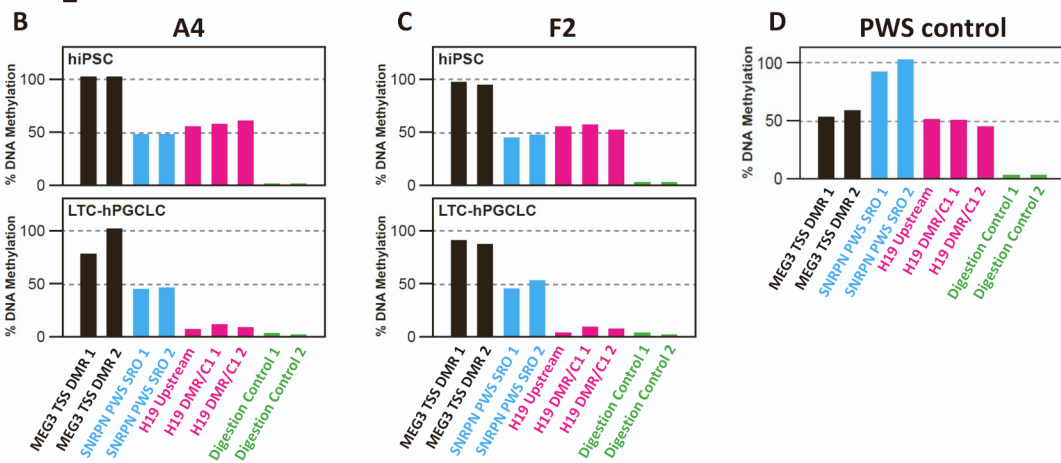 B
A4
hiPSC
% DNA Methylation
100
50
0
LTC-hPGCLC
% DNA Methylation
100
50
0
MEG3 TSS DMR 1
MEG3 TSS DMR 2
SNRPN PWS SRO 1
SNRPN PWS SRO 2
H19 Upstream
H19 DMR/C1 1
H19 DMR/C1 2
Digestion Control 1
Digestion Control 2
C
F2
hiPSC
% DNA Methylation
100
50
0
LTC-hPGCLC
% DNA Methylation
100
50
0
MEG3 TSS DMR 1
MEG3 TSS DMR 2
SNRPN PWS SRO 1
SNRPN PWS SRO 2
H19 Upstream
H19 DMR/C1 1
H19 DMR/C1 2
Digestion Control 1
Digestion Control 2
D
PWS control
% DNA Methylation
100
50
0
MEG3 TSS DMR 1
MEG3 TSS DMR 2
SNRPN PWS SRO 1
SNRPN PWS SRO 2
H19 Upstream
H19 DMR/C1 1
H19 DMR/C1 2
Digestion Control 1
Digestion Control 2